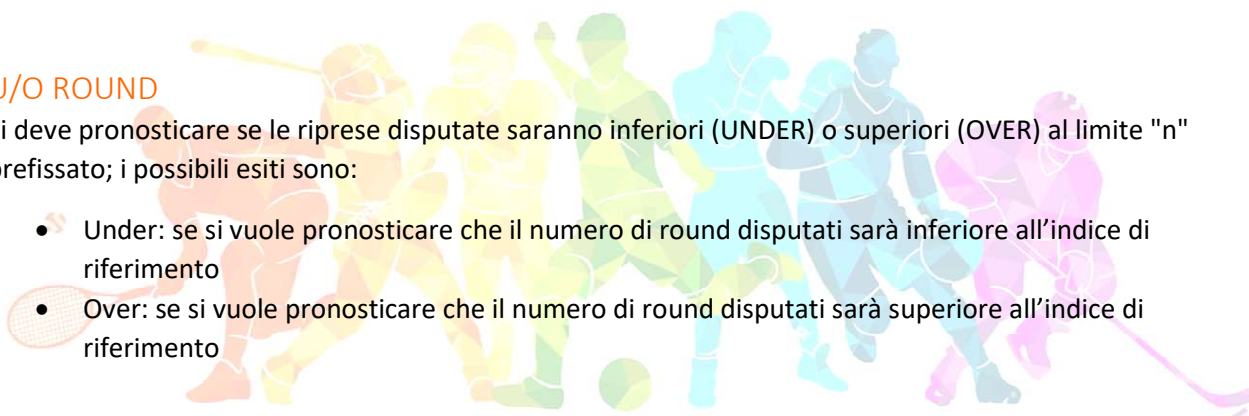 U/O ROUND
i deve pronosticare se le riprese disputate saranno inferiori (UNDER) o superiori (OVER) al limite "n"
prefissato; i possibili esiti sono:
• Under: se si vuole pronosticare che il numero di round disputati sarà inferiore all’indice di
riferimento
• Over: se si vuole pronosticare che il numero di round disputati sarà superiore all’indice di
riferimento